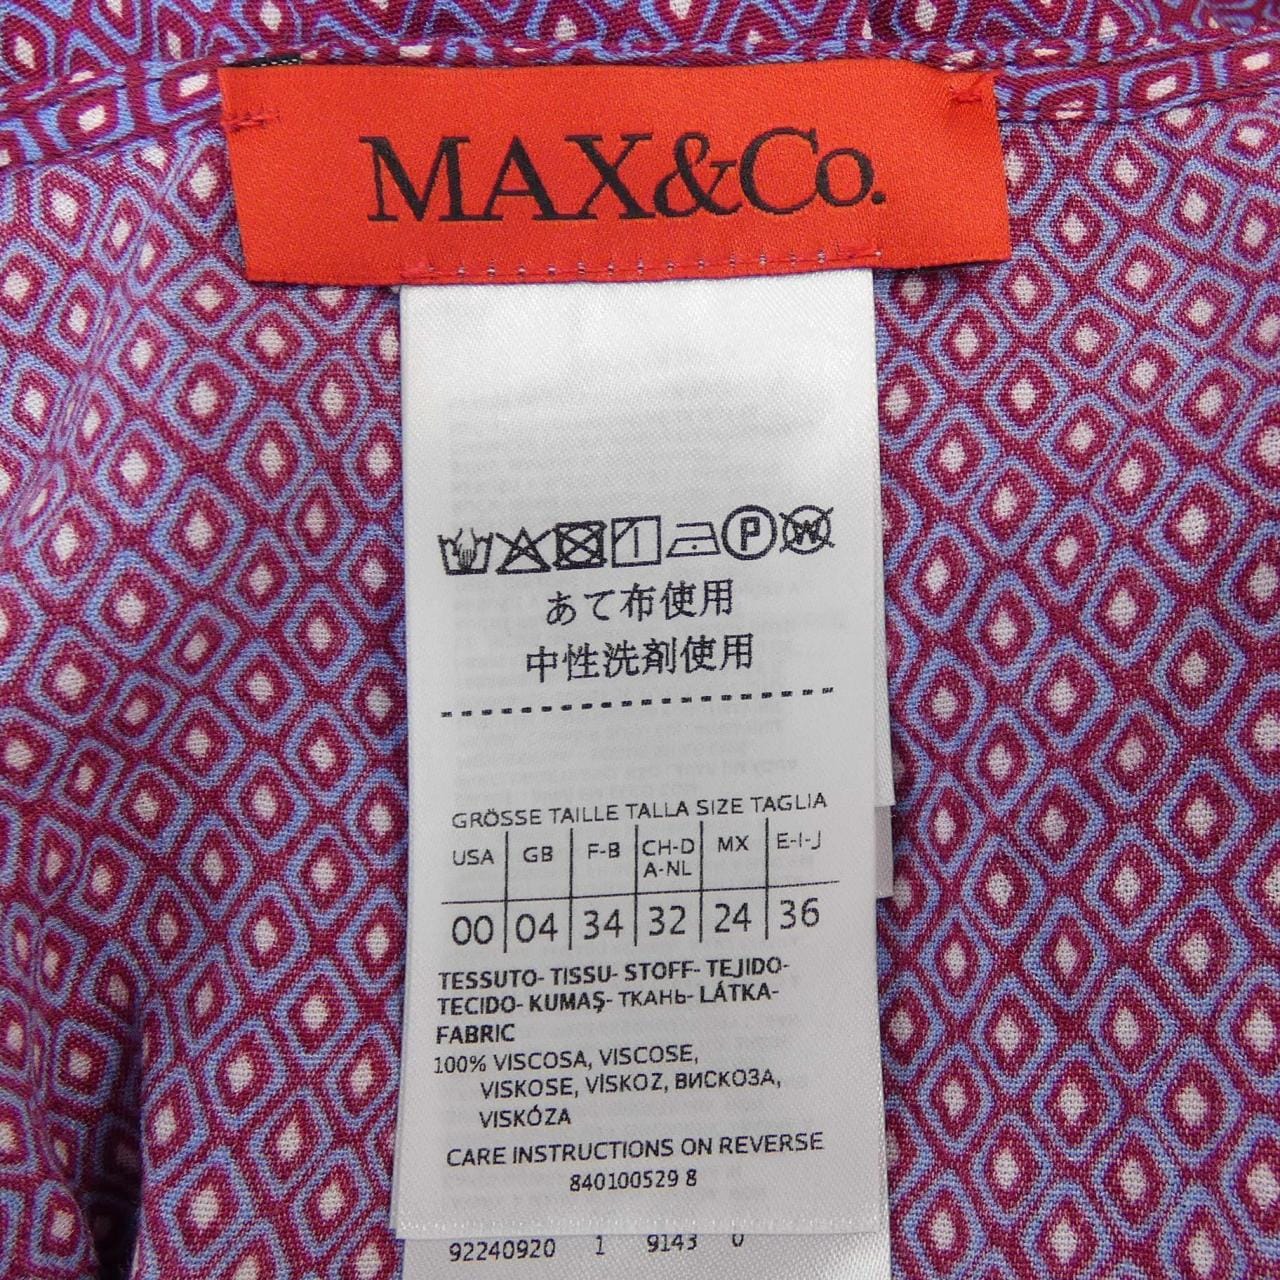 MAX&Co.
P W
あて布使用
中性洗剤使用
GRÖSSE TAILLE TALLA SIZE TAGLIA
USA GB F-B CH-D A-NL MX E-I-J
00 04 34 32 24 36
TESSUTO- TISSU- STOFF- TEJIDO-
TECIDO- KUMAŞ- ТКАНЬ- LÁTKA-
FABRIC
100% VISCOSA, VISCOSE,
VISKOSE, VİSKOZ, ВИСКОЗА,
VISKÓZA
CARE INSTRUCTIONS ON REVERSE
840100529 8
92240920 1 9143 0